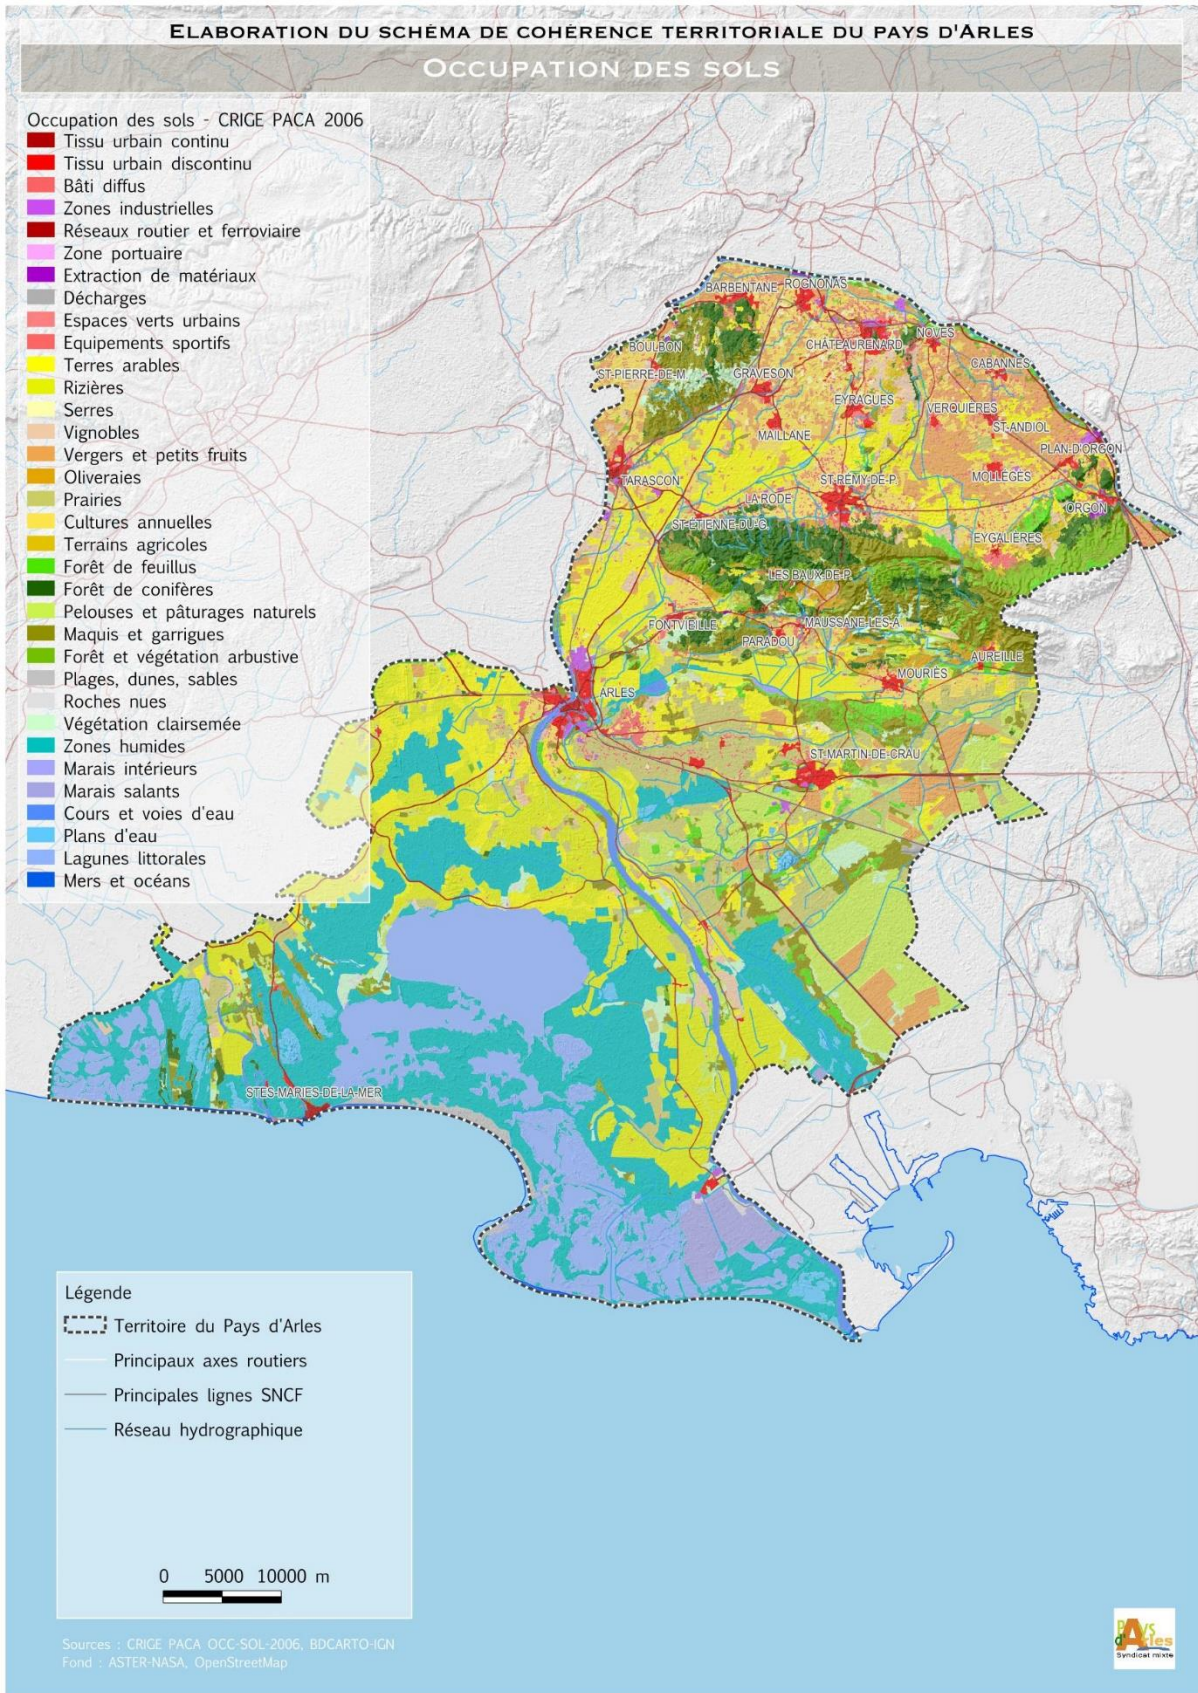 ELABORATION DU SCHÉMA DE COHÉRENCE TERRITORIALE DU PAYS D'ARLES
OCCUPATION DES SOLS
Occupation des sols - CRIGE PACA 2006
Tissu urbain continu
Tissu urbain discontinu
Bâti diffus
Zones industrielles
Réseaux routier et ferroviaire
Zone portuaire
Extraction de matériaux
Décharges
Espaces verts urbains
Equipements sportifs
Terres arables
Rizières
Serres
Vignobles
Vergers et petits fruits
Oliveraies
Prairies
Cultures annuelles
Terrains agricoles
Forêt de feuillus
Forêt de conifères
Pelouses et pâturages naturels
Maquis et garrigues
Forêt et végétation arbustive
Plages, dunes, sables
Roches nues
Végétation clairsemée
Zones humides
Marais intérieurs
Marais salants
Cours et voies d'eau
Plans d'eau
Lagunes littorales
Mers et océans
BARBENTANE
ROGNONAS
BOULBON
CHÂTEAURENARD
NOVES
ST-PIERRE-DE-M.
GRAVESON
CABANNES
EYRAGUES
VERQUIÈRES
MAILLANE
ST-ANDIOL
PLAN-D'ORGON
TARASCON
ST-RÉMY-DE-P.
MOLLÉGÈS
LA RODE
ORGON
ST-ETIENNE-DU-G.
EYGALIÈRES
LES BAUX-DE-P.
FONTVIEILLE
MAUSSANE-LES-A.
PARADOU
AUREILLE
MOURIÈS
ARLES
ST-MARTIN-DE-CRAU
STES-MARIES-DE-LA-MER
Légende
Territoire du Pays d'Arles
Principaux axes routiers
Principales lignes SNCF
Réseau hydrographique
0 5000 10000 m
Sources : CRIGE PACA OCC-SOL-2006, BDCARTO-IGN
Fond : ASTER-NASA, OpenStreetMap
Pays
d'Arles
Syndicat mixte